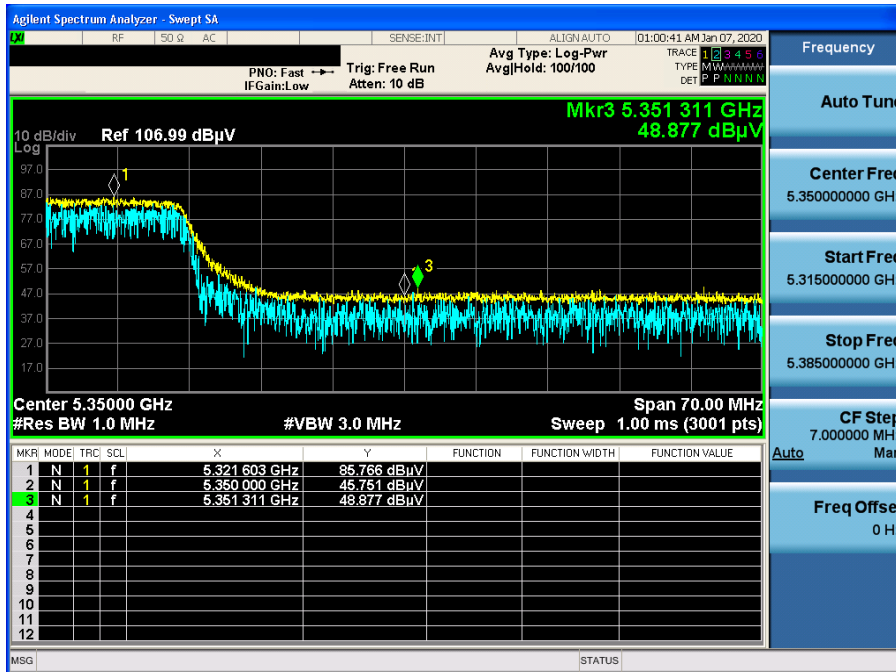 Agilent Spectrum Analyzer - Swept SA
LXI RF 50 Ω AC SENSE:INT ALIGN AUTO 01:00:41 AM Jan 07, 2020
PNO: Fast Trig: Free Run Avg Type: Log-Pwr TRACE 1 2 3 4 5 6
IFGain:Low Atten: 10 dB Avg|Hold: 100/100 TYPE M W W W W W
DET P P N N N N
Mkr3 5.351 311 GHz
48.877 dBµV
10 dB/div Ref 106.99 dBµV
Log
97.0
87.0
77.0
67.0
57.0
47.0
37.0
27.0
17.0
1
3
Center 5.35000 GHz Span 70.00 MHz
#Res BW 1.0 MHz #VBW 3.0 MHz Sweep 1.00 ms (3001 pts)
MKR MODE TRC SCL X Y FUNCTION FUNCTION WIDTH FUNCTION VALUE
1 N 1 f 5.321 603 GHz 85.766 dBµV
2 N 1 f 5.350 000 GHz 45.751 dBµV
3 N 1 f 5.351 311 GHz 48.877 dBµV
4
5
6
7
8
9
10
11
12
MSG STATUS
Frequency
Auto Tun
Center Fre
5.350000000 GH
Start Fre
5.315000000 GH
Stop Fre
5.385000000 GH
CF Step
7.000000 MH
Auto Ma
Freq Offse
0 H